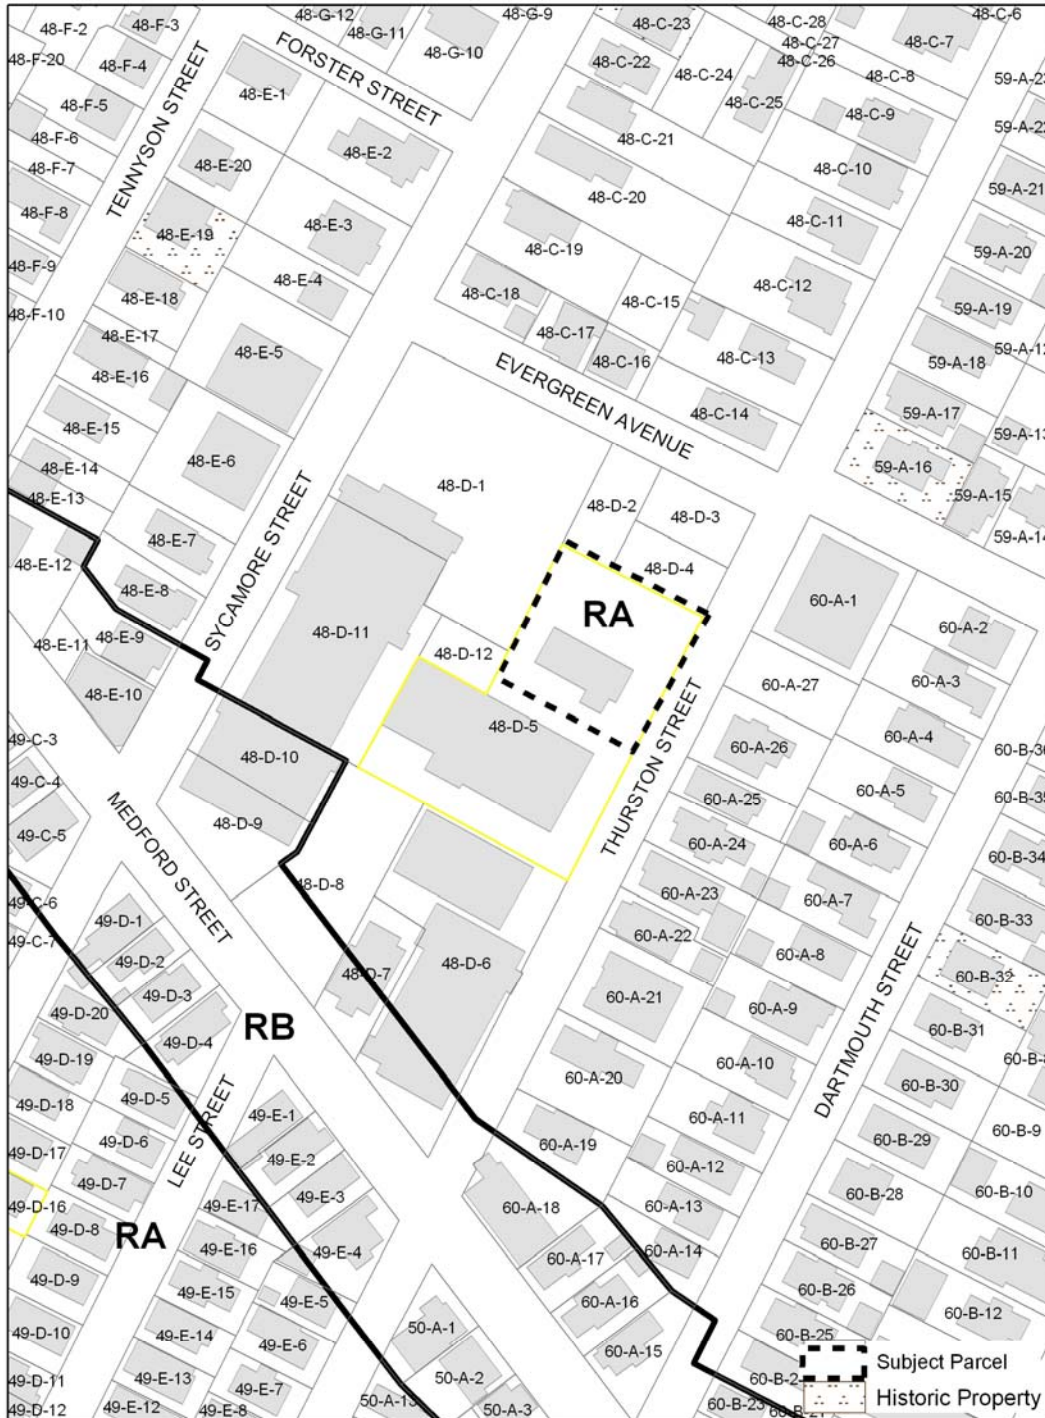 48-F-2
48-F-3
48-G-12
48-G-11
48-G-9
48-G-10
48-C-23
48-C-28
48-C-27
48-C-26
48-C-6
48-C-7
48-F-20
48-F-4
FORSTER STREET
48-C-22
48-C-24
48-C-8
59-A-23
48-F-5
48-E-1
48-C-25
48-C-9
59-A-22
48-F-6
48-F-7
TENNYSON STREET
48-E-20
48-E-2
48-C-21
48-C-10
59-A-21
48-F-8
48-E-19
48-E-3
48-C-20
48-C-19
48-C-11
59-A-20
48-F-9
48-E-18
48-E-4
48-C-18
48-C-15
48-C-12
59-A-19
48-F-10
48-E-17
48-E-16
48-E-5
48-C-17
48-C-16
48-C-13
59-A-18
59-A-12
EVERGREEN AVENUE
48-E-15
48-C-14
59-A-17
59-A-13
48-E-14
48-E-13
48-E-6
48-D-1
59-A-16
59-A-15
48-D-2
48-D-3
59-A-14
48-E-12
48-E-7
SYCAMORE STREET
48-D-4
48-E-8
RA
60-A-1
60-A-2
48-E-11
48-E-9
48-D-11
48-D-12
60-A-27
60-A-3
48-E-10
48-D-5
THURSTON STREET
60-A-26
60-A-4
49-C-3
49-C-4
48-D-10
60-A-25
60-A-5
60-B-36
60-B-35
49-C-5
MEDFORD STREET
48-D-9
60-A-24
60-A-6
60-B-34
49-C-6
49-C-7
49-D-1
48-D-8
60-A-23
60-A-7
60-B-33
49-D-2
48-D-7
48-D-6
60-A-22
60-A-8
DARTMOUTH STREET
60-B-32
49-D-3
49-D-20
49-D-4
RB
60-A-21
60-A-9
60-B-31
49-D-19
60-A-20
60-A-10
60-B-30
49-D-18
49-D-5
LEE STREET
49-E-1
60-A-11
60-B-29
60-B-9
49-D-17
49-D-6
49-E-2
60-A-19
60-A-12
49-D-16
49-D-7
49-E-3
49-E-17
60-A-18
60-A-13
60-B-28
60-B-10
49-D-8
RA
49-E-16
49-E-4
60-A-17
60-A-14
60-B-27
60-B-11
49-D-9
49-E-15
49-E-5
60-A-16
60-B-26
60-B-12
49-D-10
49-E-14
49-E-6
50-A-1
60-A-15
60-B-25
49-D-11
49-E-13
49-E-7
50-A-2
49-D-12
49-E-12
49-E-8
50-A-13
50-A-3
60-B-23
Subject Parcel
Historic Property